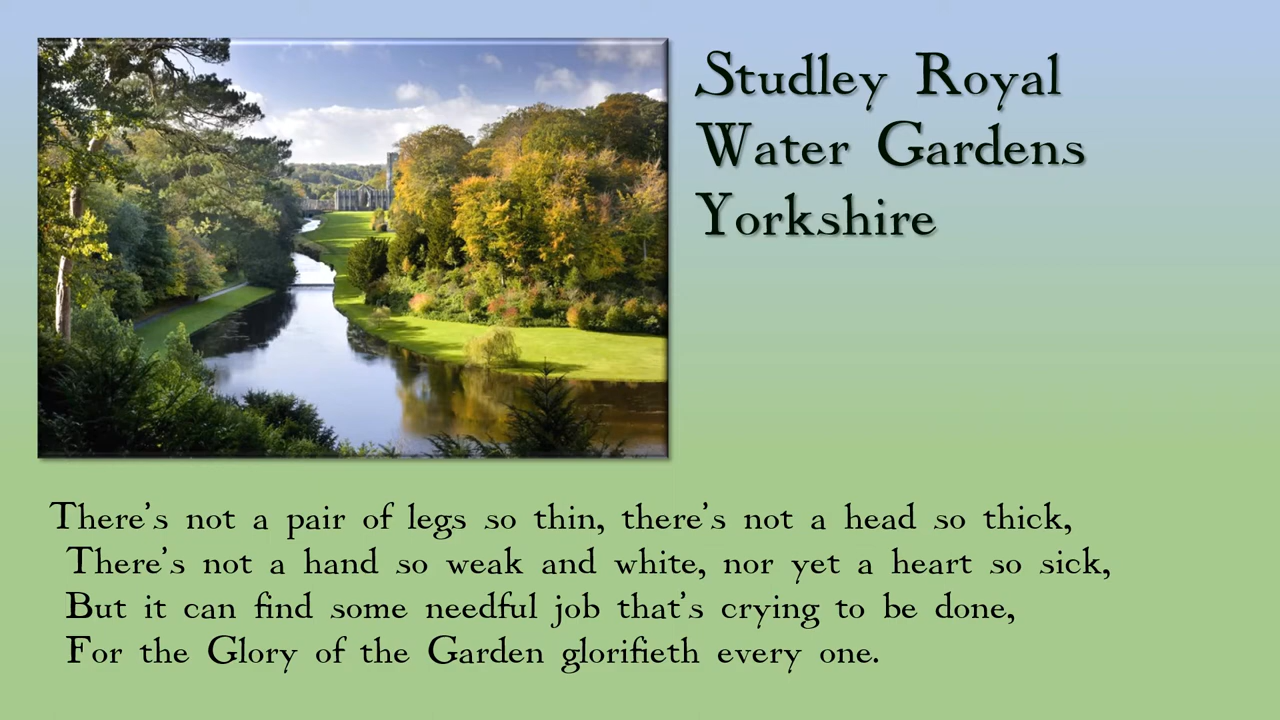 Studley Royal
Water Gardens
Yorkshire
There's not a pair of legs so thin, there's not a head so thick,
There's not a hand so weak and white, nor yet a heart so sick,
But it can find some needful job that's crying to be done,
For the Glory of the Garden glorifieth every one.